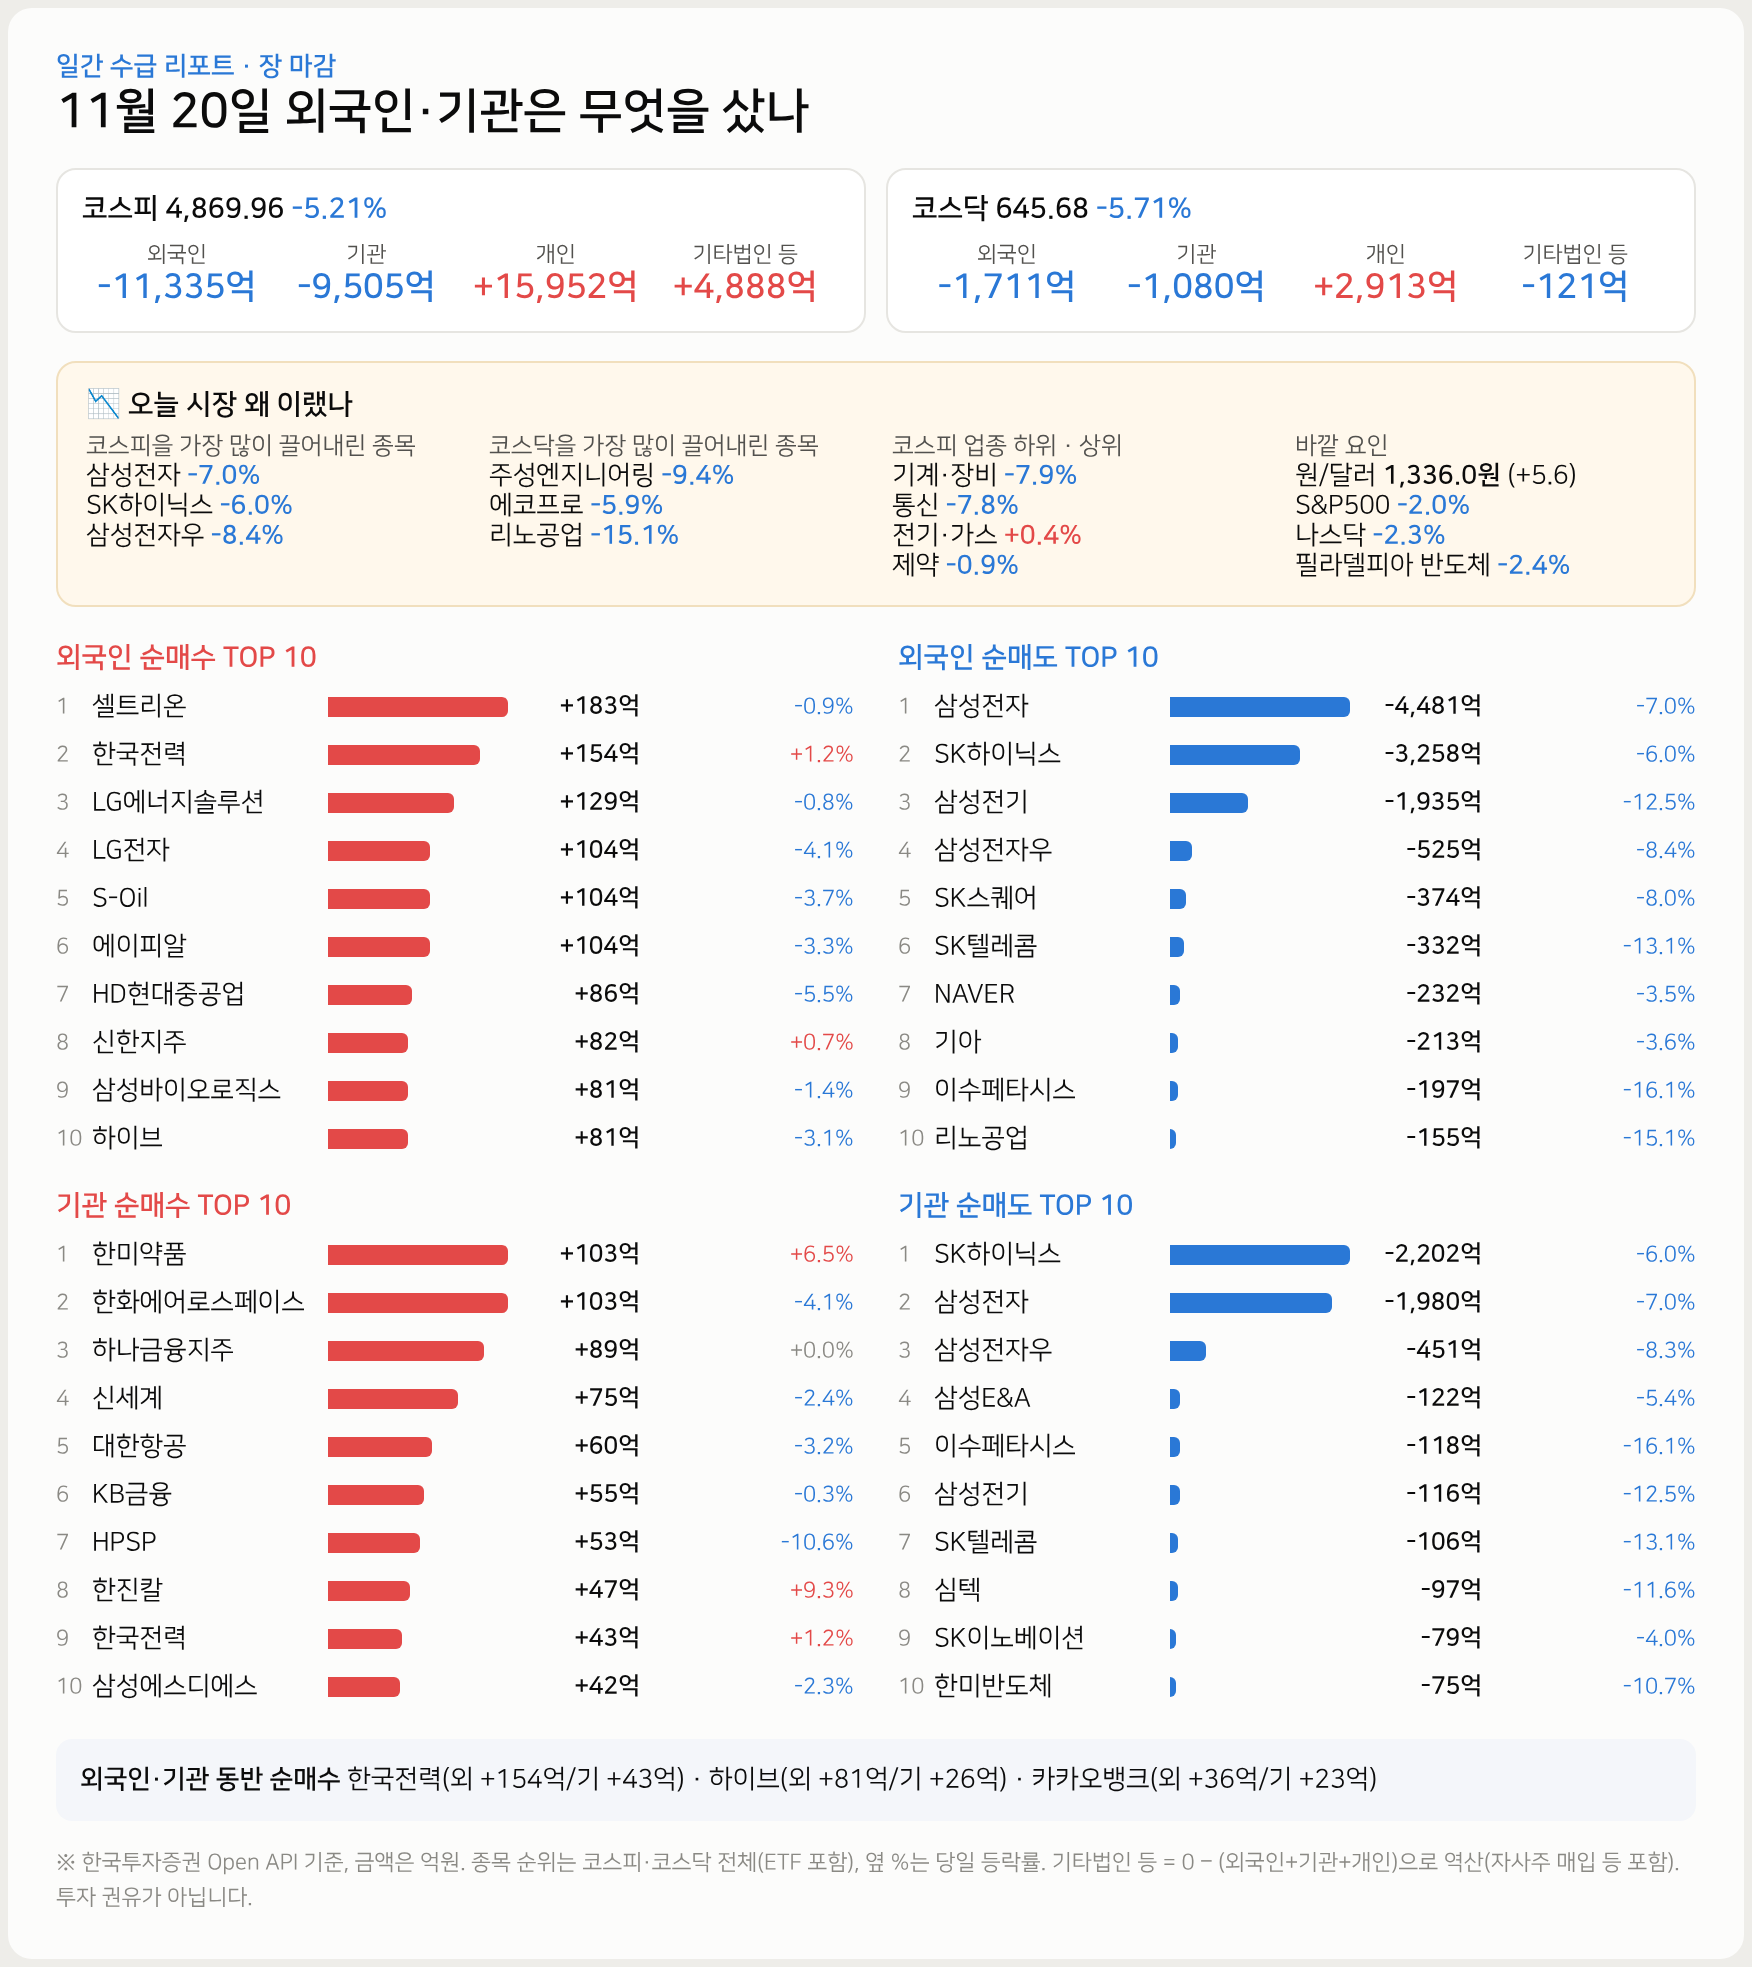 일간 수급 리포트 · 장 마감
11월 20일 외국인·기관은 무엇을 샀나
코스피 4,869.96 -5.21%
외국인 기관 개인 기타법인 등
-11,335억 -9,505억 +15,952억 +4,888억
코스닥 645.68 -5.71%
외국인 기관 개인 기타법인 등
-1,711억 -1,080억 +2,913억 -121억
📉 오늘 시장 왜 이랬나
코스피을 가장 많이 끌어내린 종목
삼성전자 -7.0%
SK하이닉스 -6.0%
삼성전자우 -8.4%
코스닥을 가장 많이 끌어내린 종목
주성엔지니어링 -9.4%
에코프로 -5.9%
리노공업 -15.1%
코스피 업종 하위 · 상위
기계·장비 -7.9%
통신 -7.8%
전기·가스 +0.4%
제약 -0.9%
바깥 요인
원/달러 1,336.0원 (+5.6)
S&P500 -2.0%
나스닥 -2.3%
필라델피아 반도체 -2.4%
외국인 순매수 TOP 10
1 셀트리온 +183억 -0.9%
2 한국전력 +154억 +1.2%
3 LG에너지솔루션 +129억 -0.8%
4 LG전자 +104억 -4.1%
5 S-Oil +104억 -3.7%
6 에이피알 +104억 -3.3%
7 HD현대중공업 +86억 -5.5%
8 신한지주 +82억 +0.7%
9 삼성바이오로직스 +81억 -1.4%
10 하이브 +81억 -3.1%
외국인 순매도 TOP 10
1 삼성전자 -4,481억 -7.0%
2 SK하이닉스 -3,258억 -6.0%
3 삼성전기 -1,935억 -12.5%
4 삼성전자우 -525억 -8.4%
5 SK스퀘어 -374억 -8.0%
6 SK텔레콤 -332억 -13.1%
7 NAVER -232억 -3.5%
8 기아 -213억 -3.6%
9 이수페타시스 -197억 -16.1%
10 리노공업 -155억 -15.1%
기관 순매수 TOP 10
1 한미약품 +103억 +6.5%
2 한화에어로스페이스 +103억 -4.1%
3 하나금융지주 +89억 +0.0%
4 신세계 +75억 -2.4%
5 대한항공 +60억 -3.2%
6 KB금융 +55억 -0.3%
7 HPSP +53억 -10.6%
8 한진칼 +47억 +9.3%
9 한국전력 +43억 +1.2%
10 삼성에스디에스 +42억 -2.3%
기관 순매도 TOP 10
1 SK하이닉스 -2,202억 -6.0%
2 삼성전자 -1,980억 -7.0%
3 삼성전자우 -451억 -8.3%
4 삼성E&A -122억 -5.4%
5 이수페타시스 -118억 -16.1%
6 삼성전기 -116억 -12.5%
7 SK텔레콤 -106억 -13.1%
8 심텍 -97억 -11.6%
9 SK이노베이션 -79억 -4.0%
10 한미반도체 -75억 -10.7%
외국인·기관 동반 순매수 한국전력(외 +154억/기 +43억) · 하이브(외 +81억/기 +26억) · 카카오뱅크(외 +36억/기 +23억)
※ 한국투자증권 Open API 기준, 금액은 억원. 종목 순위는 코스피·코스닥 전체(ETF 포함), 옆 %는 당일 등락률. 기타법인 등 = 0 − (외국인+기관+개인)으로 역산(자사주 매입 등 포함).
투자 권유가 아닙니다.